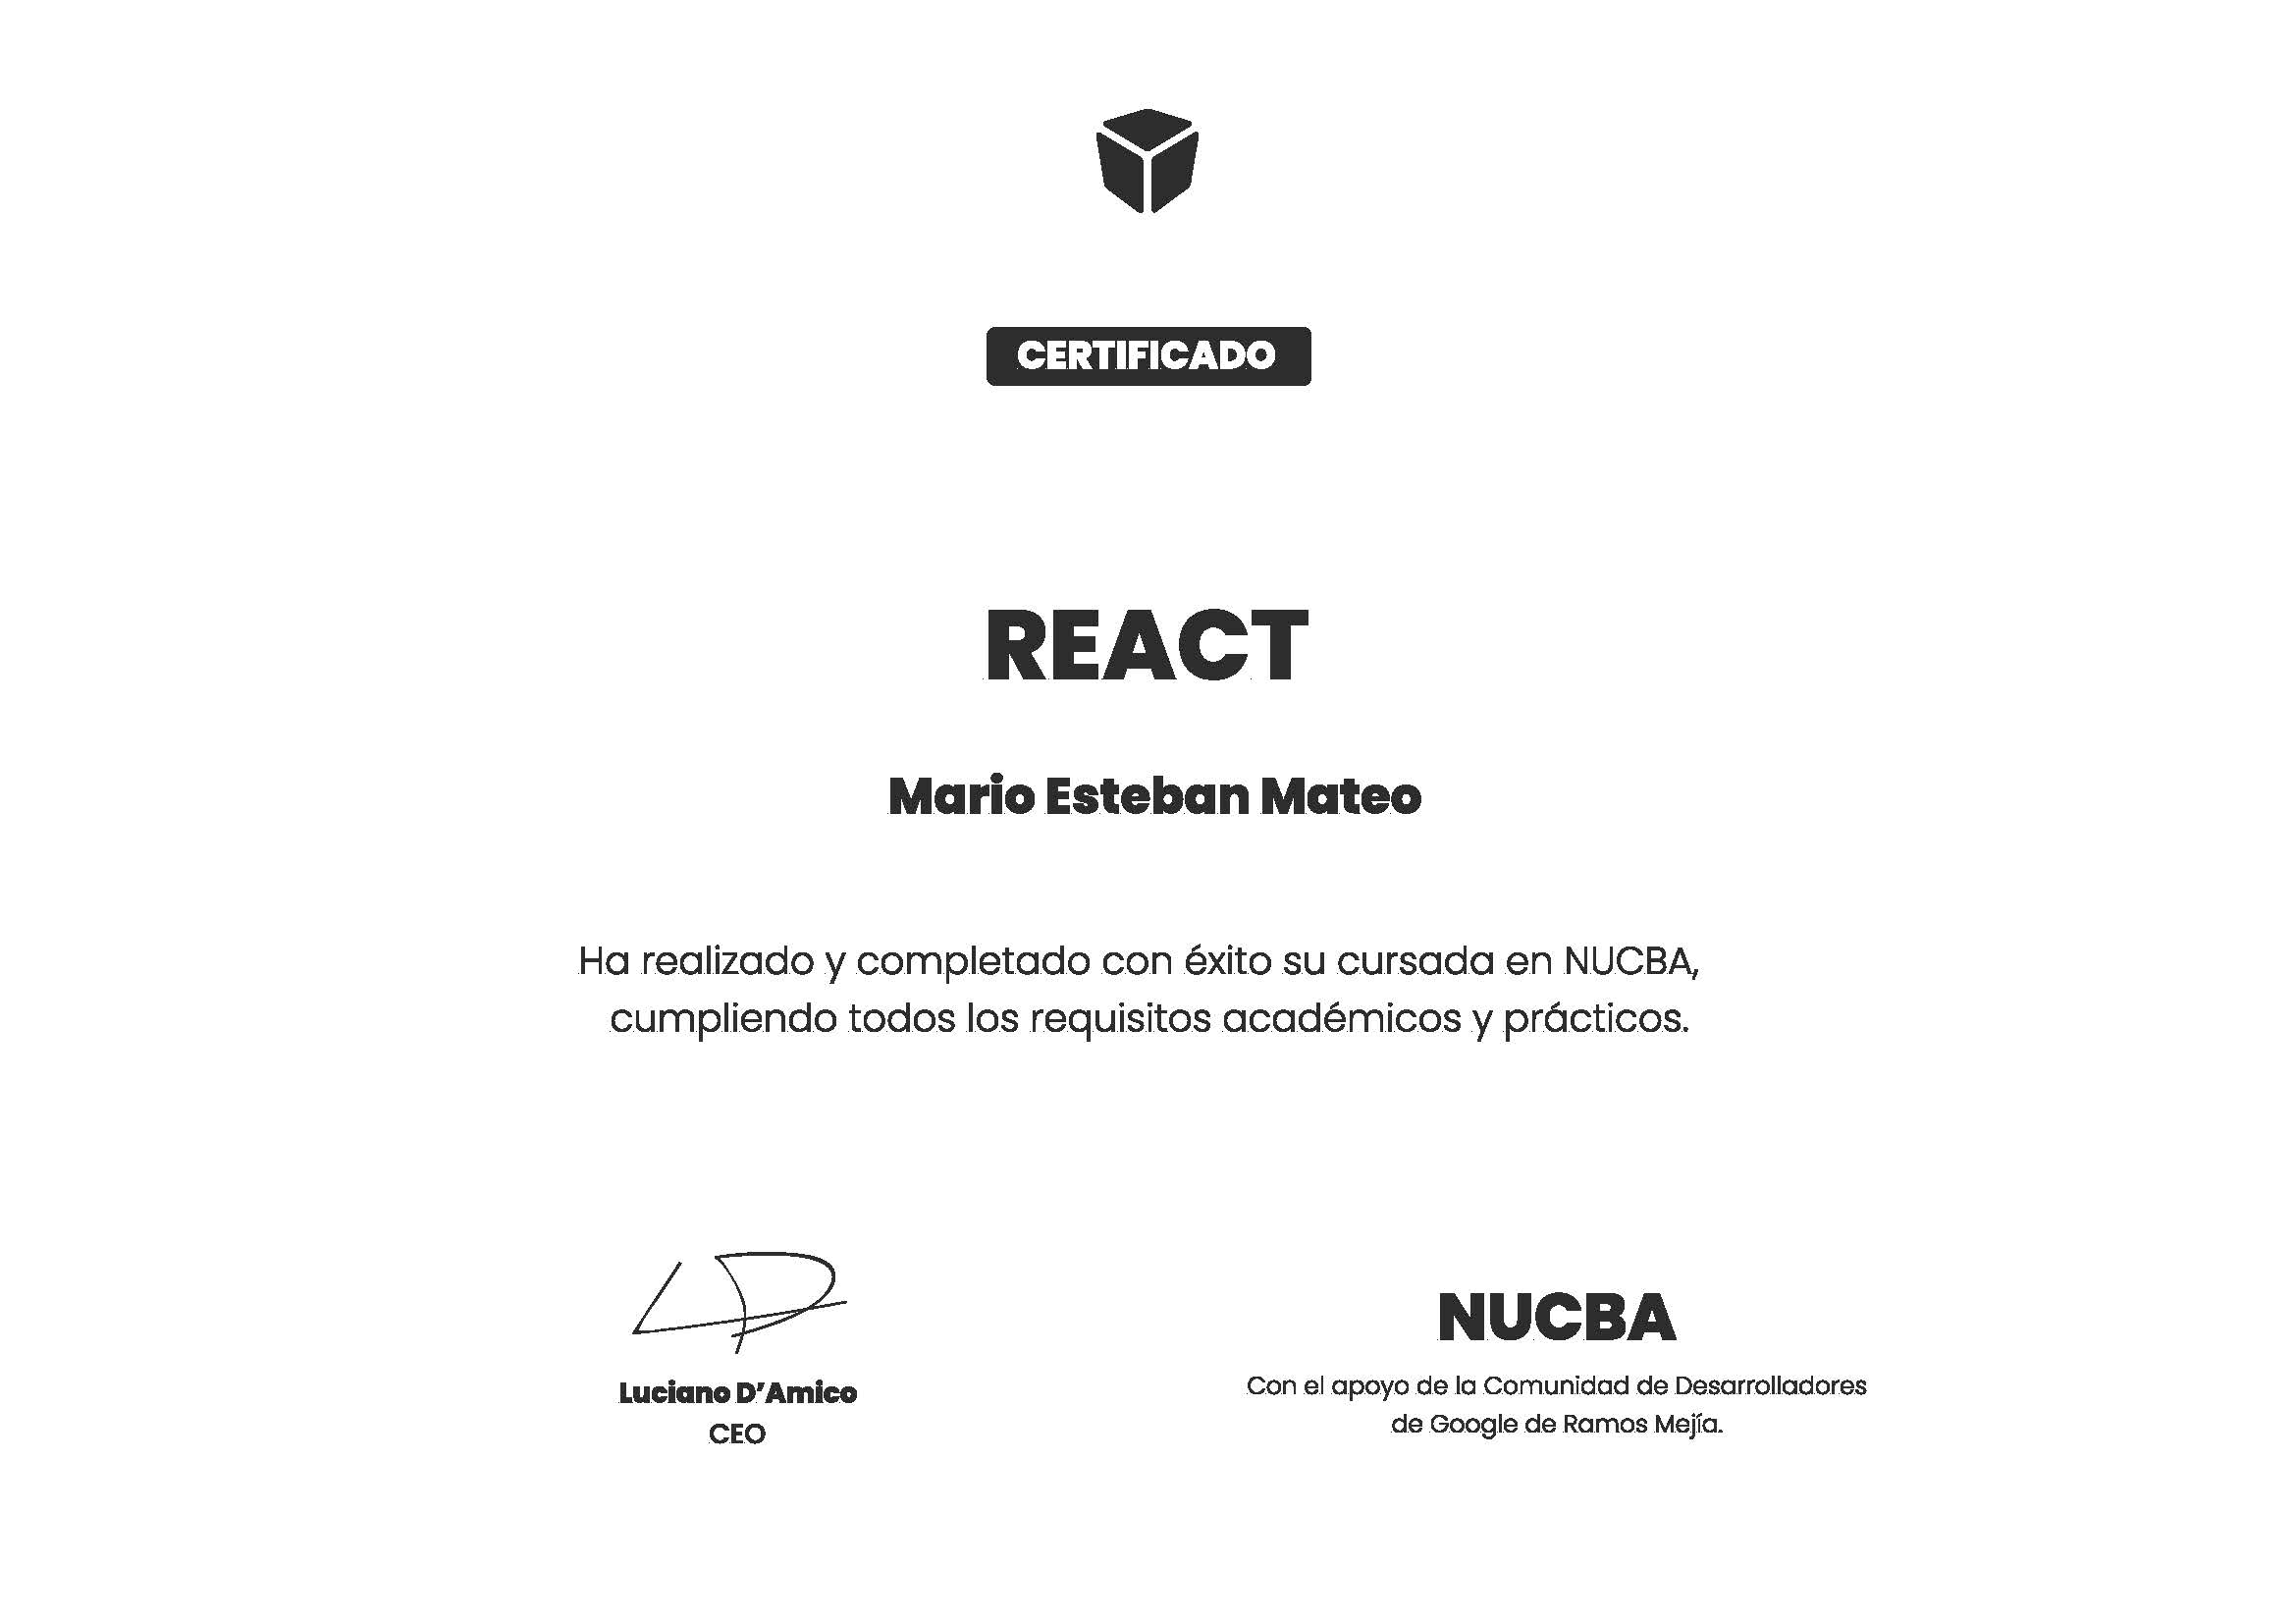 CERTIFICADO
REACT
Mario Esteban Mateo
Ha realizado y completado con éxito su cursada en NUCBA,
cumpliendo todos los requisitos académicos y prácticos.
Luciano D’Amico
CEO
NUCBA
Con el apoyo de la Comunidad de Desarrolladores
de Google de Ramos Mejía.